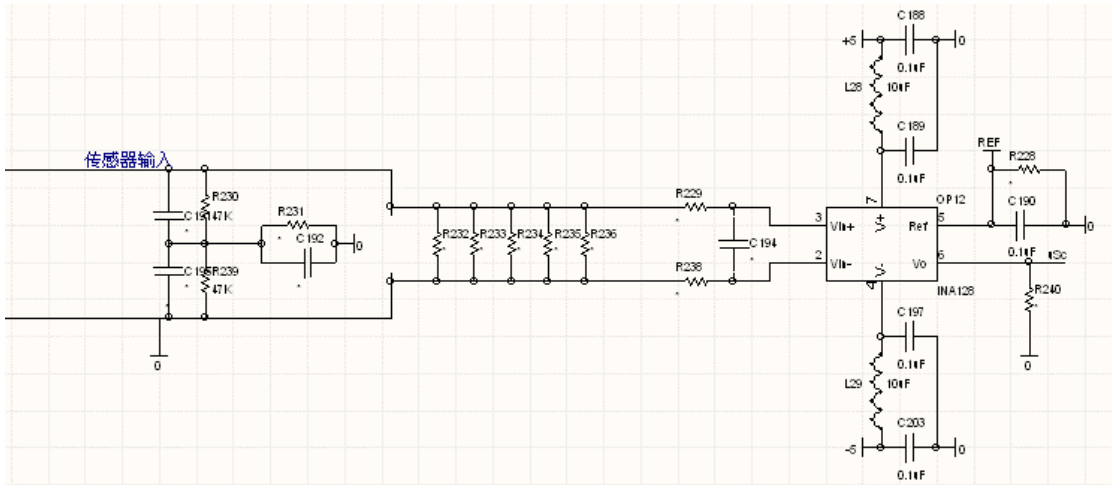 C188
+5
0
0.1uF
L28
10uF
C189
0.1uF
传感器输入
REF
R228
*
R230
47K
R231
*
C192
*
0
R229
*
7
OP12
C190
0.1uF
0
3
Vin+
V+
Ref
5
R232
*
R233
*
R234
*
R235
*
R236
*
C194
*
R239
47K
2
Vin-
V-
Vo
6
uSc
R238
*
4
INA128
R240
*
0
0
C197
0.1uF
L29
10uF
C203
-5
0
0.1uF